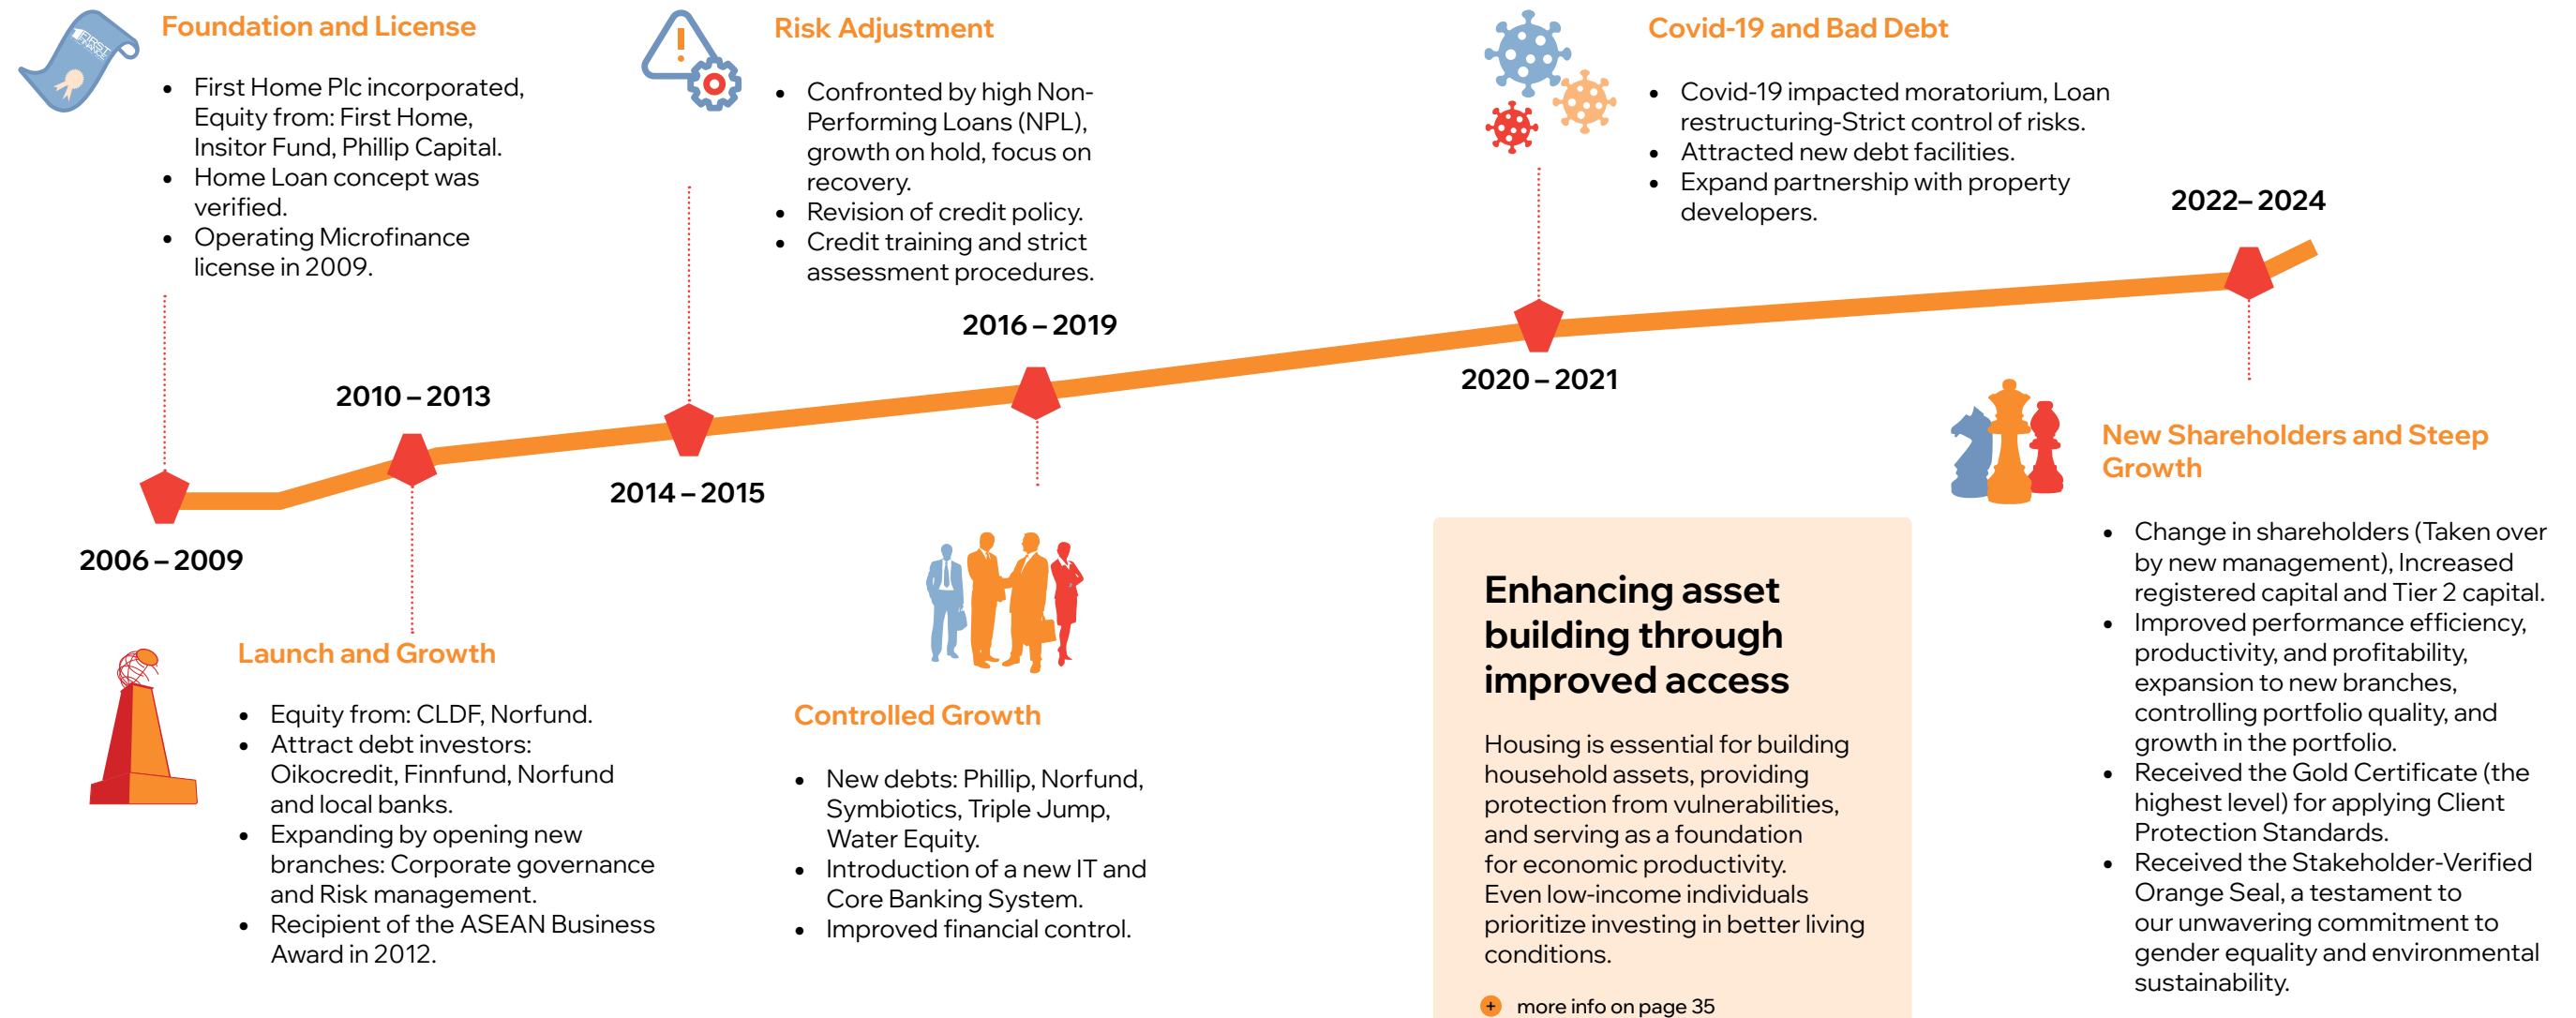 Foundation and License
FIRST
FINANCE
• First Home Plc incorporated,
Equity from: First Home,
Insitor Fund, Phillip Capital.
• Home Loan concept was
verified.
• Operating Microfinance
license in 2009.
2006 – 2009
2010 – 2013
Launch and Growth
• Equity from: CLDF, Norfund.
• Attract debt investors:
Oikocredit, Finnfund, Norfund
and local banks.
• Expanding by opening new
branches: Corporate governance
and Risk management.
• Recipient of the ASEAN Business
Award in 2012.
Risk Adjustment
• Confronted by high Non-
Performing Loans (NPL),
growth on hold, focus on
recovery.
• Revision of credit policy.
• Credit training and strict
assessment procedures.
2014 – 2015
2016 – 2019
Controlled Growth
• New debts: Phillip, Norfund,
Symbiotics, Triple Jump,
Water Equity.
• Introduction of a new IT and
Core Banking System.
• Improved financial control.
Covid-19 and Bad Debt
• Covid-19 impacted moratorium, Loan
restructuring-Strict control of risks.
• Attracted new debt facilities.
• Expand partnership with property
developers.
2020 – 2021
2022– 2024
New Shareholders and Steep
Growth
• Change in shareholders (Taken over
by new management), Increased
registered capital and Tier 2 capital.
• Improved performance efficiency,
productivity, and profitability,
expansion to new branches,
controlling portfolio quality, and
growth in the portfolio.
• Received the Gold Certificate (the
highest level) for applying Client
Protection Standards.
• Received the Stakeholder-Verified
Orange Seal, a testament to
our unwavering commitment to
gender equality and environmental
sustainability.
Enhancing asset
building through
improved access
Housing is essential for building
household assets, providing
protection from vulnerabilities,
and serving as a foundation
for economic productivity.
Even low-income individuals
prioritize investing in better living
conditions.
+ more info on page 35